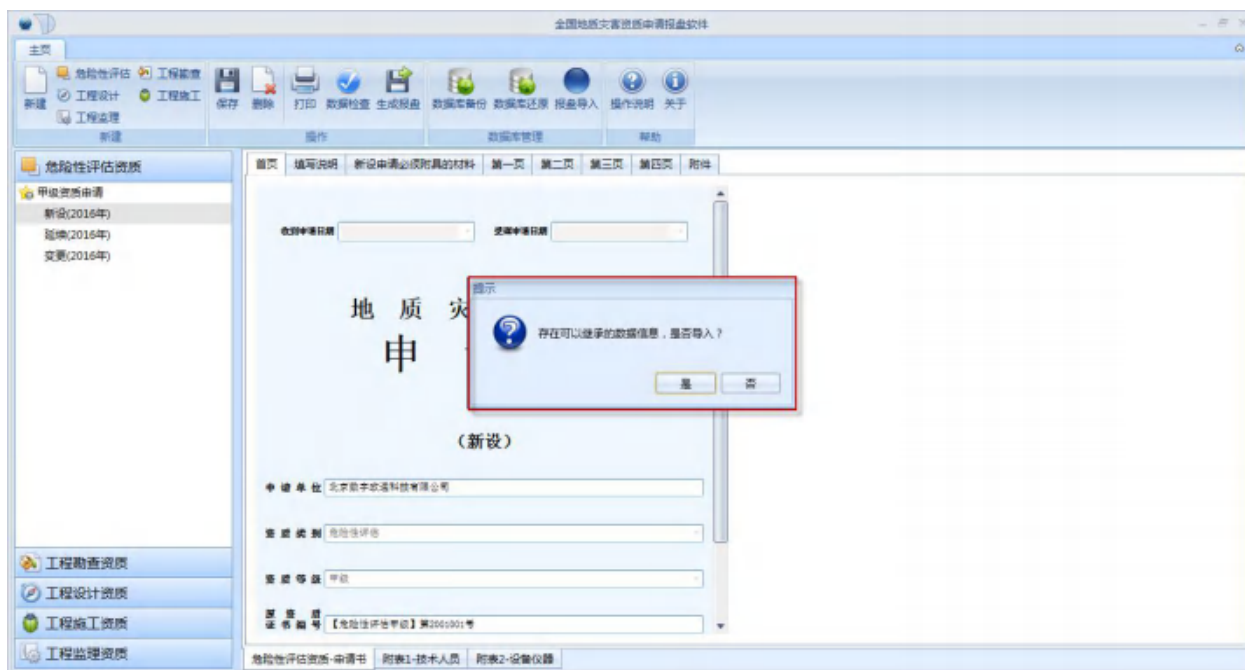 全国地质灾害资质申请报盘软件
主页
新建
危险性评估 工程勘查
工程设计 工程施工
工程监理
保存 删除 打印 数据检查 生成报盘 数据库备份 数据库还原 报盘导入 操作说明 关于
新建 操作 数据库管理 帮助
危险性评估资质
首页 填写说明 新设申请必须附具的材料 第一页 第二页 第三页 第四页 附件
甲级资质申请
新设(2016年)
延续(2016年)
变更(2016年)
收到申请日期 受理申请日期
地 质 灾
申
提示
存在可以继承的数据信息，是否导入？
是 否
（新设）
申请单位 北京数字政通科技有限公司
资质类别 危险性评估
资质等级 甲级
原资质
证书编号 【危险性评估甲级】第2001001号
工程勘查资质
工程设计资质
工程施工资质
工程监理资质
危险性评估资质-申请书 附表1-技术人员 附表2-设备仪器